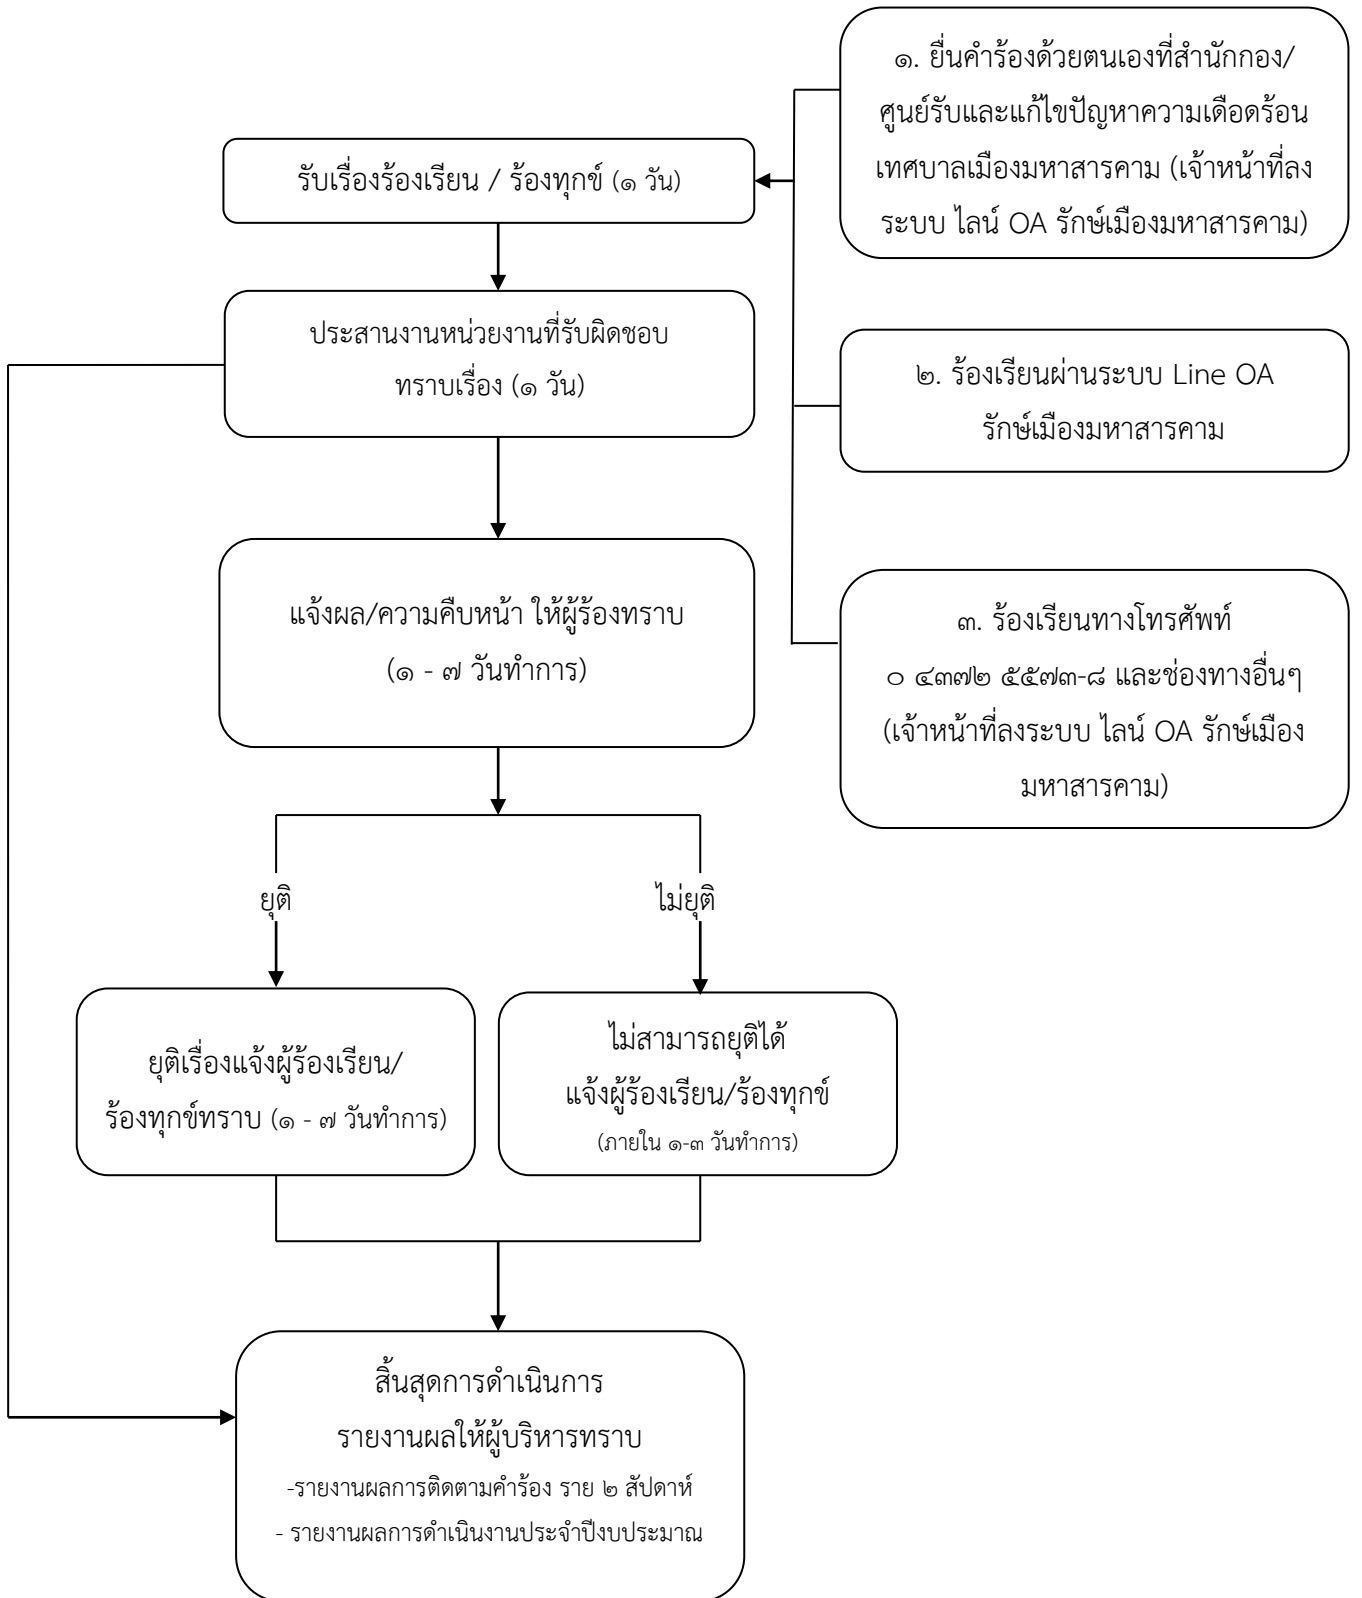 ๑. ยื่นคำร้องด้วยตนเองที่สำนักกอง/
ศูนย์รับและแก้ไขปัญหาความเดือดร้อน
เทศบาลเมืองมหาสารคาม (เจ้าหน้าที่ลง
ระบบ ไลน์ OA รักษ์เมืองมหาสารคาม)
รับเรื่องร้องเรียน / ร้องทุกข์ (๑ วัน)
ประสานงานหน่วยงานที่รับผิดชอบ
ทราบเรื่อง (๑ วัน)
๒. ร้องเรียนผ่านระบบ Line OA
รักษ์เมืองมหาสารคาม
แจ้งผล/ความคืบหน้า ให้ผู้ร้องทราบ
(๑ - ๗ วันทำการ)
๓. ร้องเรียนทางโทรศัพท์
๐ ๔๓๗๒ ๕๕๗๓-๘ และช่องทางอื่นๆ
(เจ้าหน้าที่ลงระบบ ไลน์ OA รักษ์เมือง
มหาสารคาม)
ยุติ
ไม่ยุติ
ยุติเรื่องแจ้งผู้ร้องเรียน/
ร้องทุกข์ทราบ (๑ - ๗ วันทำการ)
ไม่สามารถยุติได้
แจ้งผู้ร้องเรียน/ร้องทุกข์
(ภายใน ๑-๓ วันทำการ)
สิ้นสุดการดำเนินการ
รายงานผลให้ผู้บริหารทราบ
-รายงานผลการติดตามคำร้อง ราย ๒ สัปดาห์
- รายงานผลการดำเนินงานประจำปีงบประมาณ